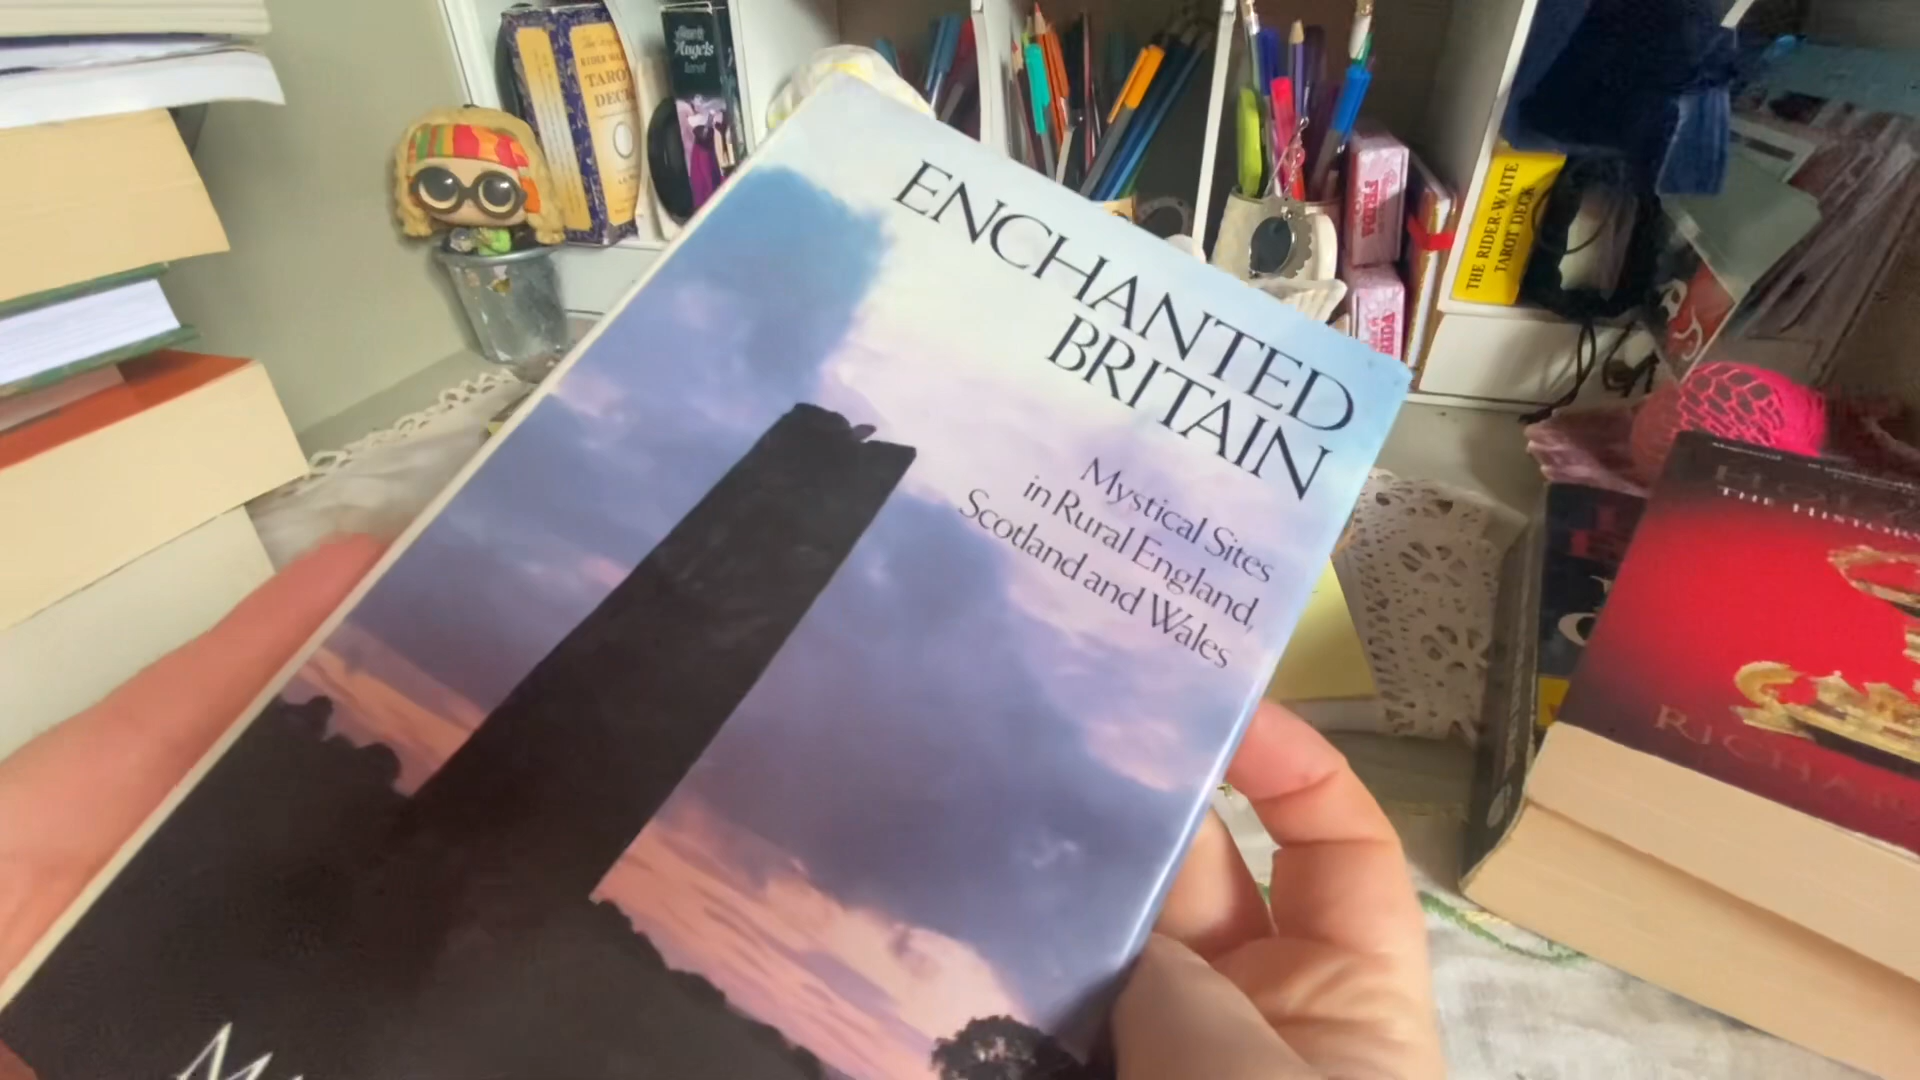 ENCHANTED
BRITAIN
Mystical Sites
in Rural England,
Scotland and Wales
RIDER WAITE
TAROT
DECK
Angels
tarot
THE RIDER-WAITE
TAROT DECK
THE HISTORY